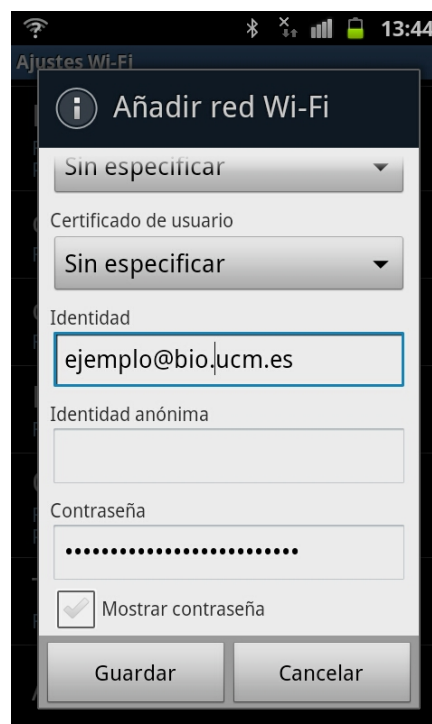 13:44
Ajustes Wi-Fi
Añadir red Wi-Fi
Sin especificar
Certificado de usuario
Sin especificar
Identidad
ejemplo@bio.ucm.es
Identidad anónima
Contraseña
••••••••••••••••••••••••••
Mostrar contraseña
Guardar
Cancelar